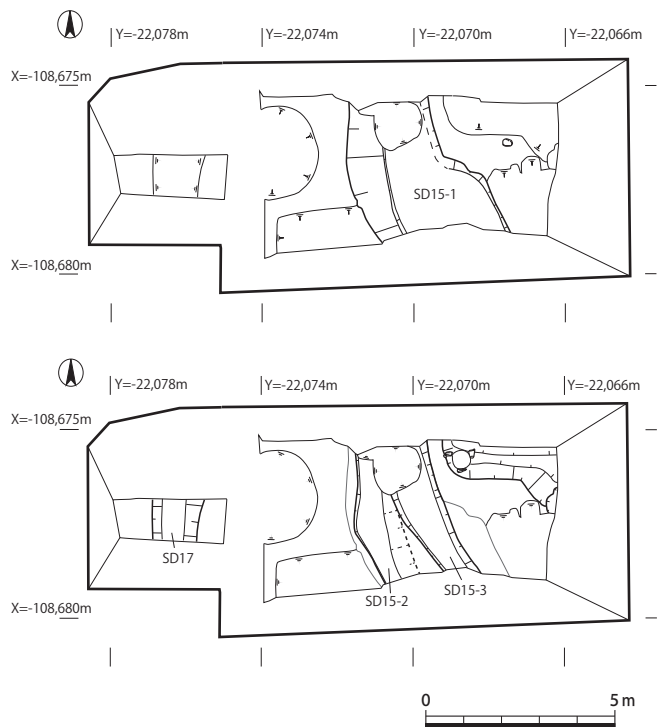 Y=-22,078m Y=-22,074m Y=-22,070m Y=-22,066m
X=-108,675m
SD15-1
X=-108,680m
Y=-22,078m Y=-22,074m Y=-22,070m Y=-22,066m
X=-108,675m
SD17
SD15-2
SD15-3
X=-108,680m
0 5 m